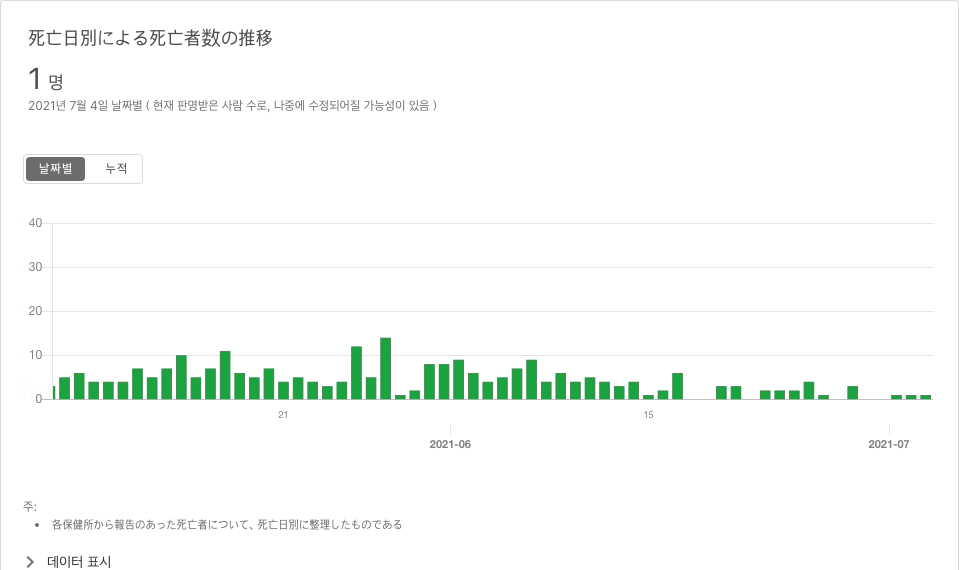 死亡日別による死亡者数の推移
1 명
2021년 7월 4일 날짜별 ( 현재 판명받은 사람 수로, 나중에 수정되어질 가능성이 있음 )
날짜별 누적
40
30
20
10
0
21 15
2021-06 2021-07
주:
• 各保健所から報告のあった死亡者について、死亡日別に整理したものである
데이터 표시